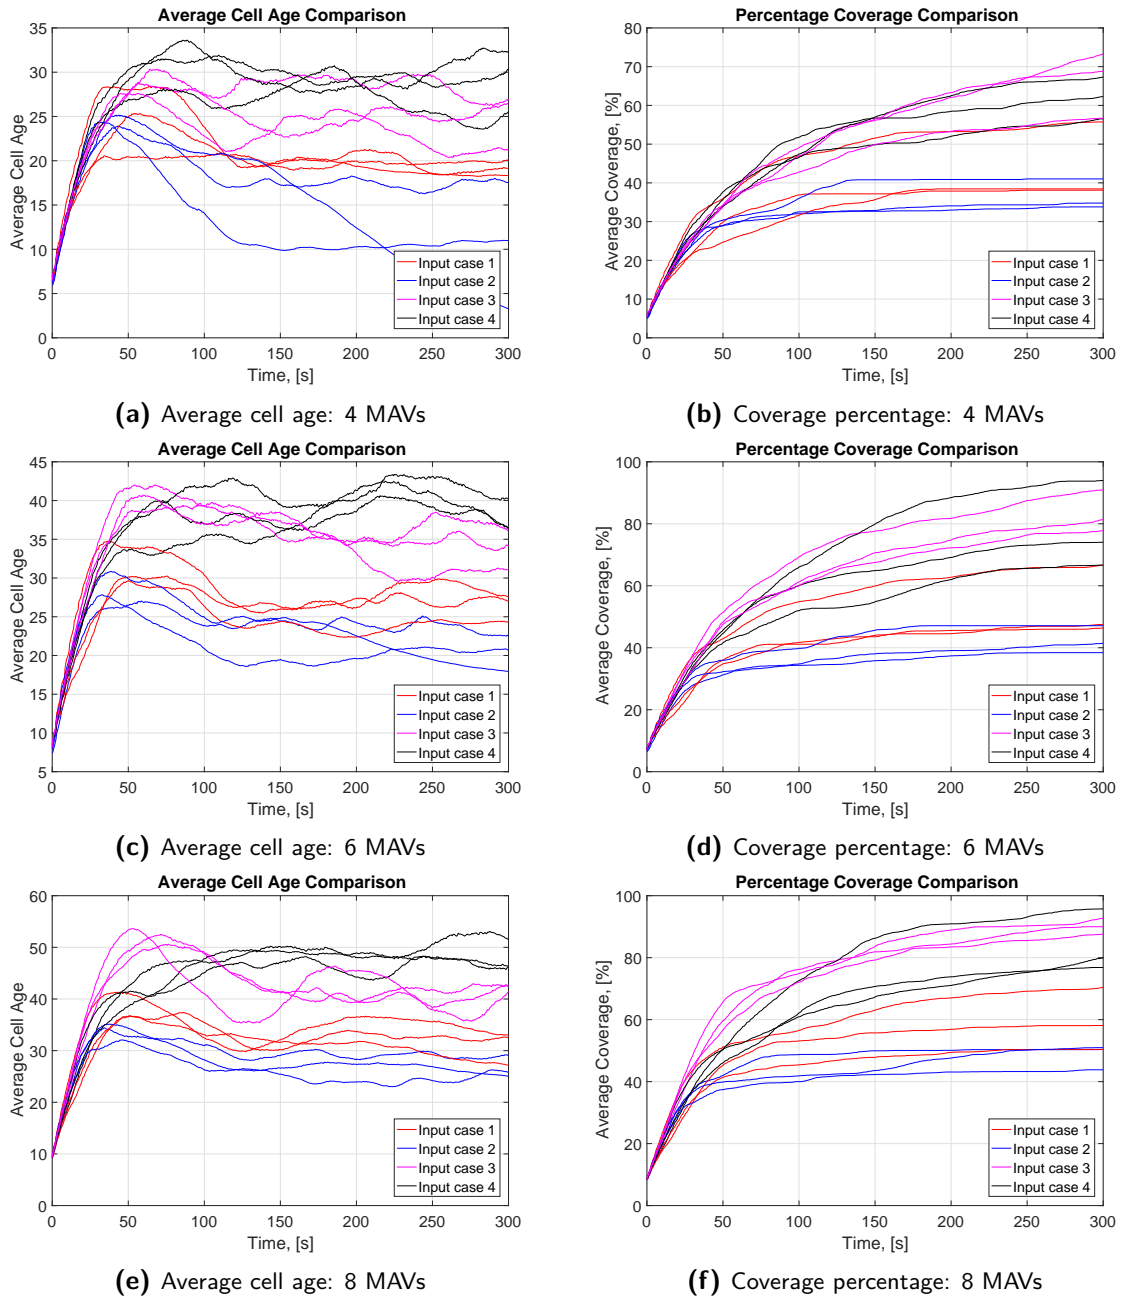 Average Cell Age Comparison
Average Cell Age
35
30
25
20
15
10
5
0
0 50 100 150 200 250 300
Time, [s]
Input case 1
Input case 2
Input case 3
Input case 4
(a) Average cell age: 4 MAVs
Percentage Coverage Comparison
Average Coverage, [%]
80
70
60
50
40
30
20
10
0
0 50 100 150 200 250 300
Time, [s]
Input case 1
Input case 2
Input case 3
Input case 4
(b) Coverage percentage: 4 MAVs
Average Cell Age Comparison
Average Cell Age
45
40
35
30
25
20
15
10
5
0 50 100 150 200 250 300
Time, [s]
Input case 1
Input case 2
Input case 3
Input case 4
(c) Average cell age: 6 MAVs
Percentage Coverage Comparison
Average Coverage, [%]
100
80
60
40
20
0
0 50 100 150 200 250 300
Time, [s]
Input case 1
Input case 2
Input case 3
Input case 4
(d) Coverage percentage: 6 MAVs
Average Cell Age Comparison
Average Cell Age
60
50
40
30
20
10
0
0 50 100 150 200 250 300
Time, [s]
Input case 1
Input case 2
Input case 3
Input case 4
(e) Average cell age: 8 MAVs
Percentage Coverage Comparison
Average Coverage, [%]
100
80
60
40
20
0
0 50 100 150 200 250 300
Time, [s]
Input case 1
Input case 2
Input case 3
Input case 4
(f) Coverage percentage: 8 MAVs